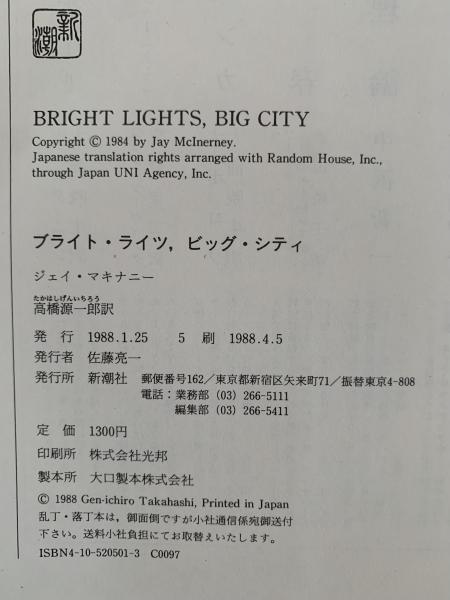 新潮
BRIGHT LIGHTS, BIG CITY
Copyright © 1984 by Jay McInerney.
Japanese translation rights arranged with Random House, Inc.,
through Japan UNI Agency, Inc.
ブライト・ライツ，ビッグ・シティ
ジェイ・マキナニー
たかはしげんいちろう
高橋源一郎訳
発 行 1988.1.25 5 刷 1988.4.5
発行者 佐藤亮一
発行所 新潮社 郵便番号162／東京都新宿区矢来町71／振替東京4-808
電話：業務部 (03) 266-5111
編集部 (03) 266-5411
定 価 1300円
印刷所 株式会社光邦
製本所 大口製本株式会社
© 1988 Gen-ichiro Takahashi, Printed in Japan
乱丁・落丁本は，御面倒ですが小社通信係宛御送付
下さい。送料小社負担にてお取替えいたします。
ISBN4-10-520501-3 C0097